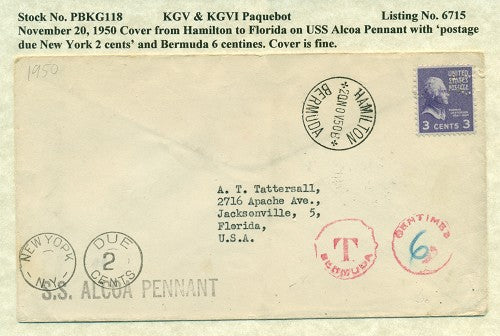 Stock No. PBKG118 KGV & KGVI Paquebot Listing No. 6715
November 20, 1950 Cover from Hamilton to Florida on USS Alcoa Pennant with ‘postage
due New York 2 cents’ and Bermuda 6 centines. Cover is fine.
1950
HAMILTON
20NOV50
BERMUDA
UNITED
STATES
POSTAGE
3 CENTS 3
A. T. Tattersall,
2716 Apache Ave.,
Jacksonville, 5,
Florida,
U.S.A.
NEW YORK
N.Y.
DUE
2
CENTS
T
BERMUDA
CENTIMES
6
S.S. ALCOA PENNANT